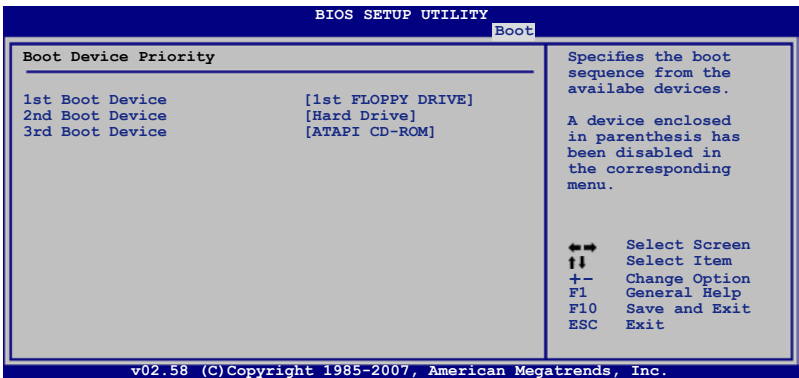 BIOS SETUP UTILITY
Boot
Boot Device Priority
1st Boot Device [1st FLOPPY DRIVE]
2nd Boot Device [Hard Drive]
3rd Boot Device [ATAPI CD-ROM]
Specifies the boot
sequence from the
availabe devices.
A device enclosed
in parenthesis has
been disabled in
the corresponding
menu.
←→ Select Screen
↑↓ Select Item
+- Change Option
F1 General Help
F10 Save and Exit
ESC Exit
v02.58 (C)Copyright 1985-2007, American Megatrends, Inc.